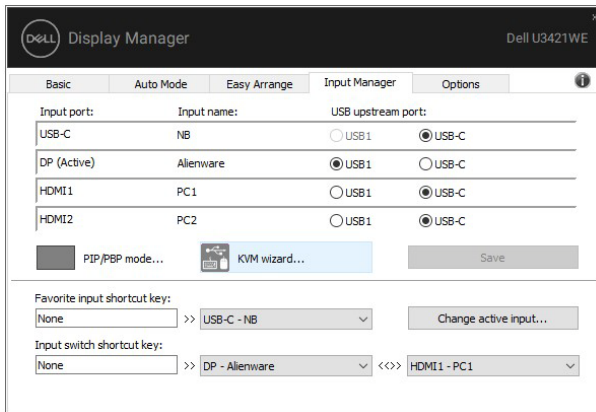 DELL Display Manager Dell U3421WE
Basic Auto Mode Easy Arrange Input Manager Options
Input port: Input name: USB upstream port:
USB-C NB USB1 USB-C
DP (Active) Alienware USB1 USB-C
HDMI1 PC1 USB1 USB-C
HDMI2 PC2 USB1 USB-C
PIP/PBP mode... KVM wizard... Save
Favorite input shortcut key:
None >> USB-C - NB Change active input...
Input switch shortcut key:
None >> DP - Alienware <<>> HDMI1 - PC1